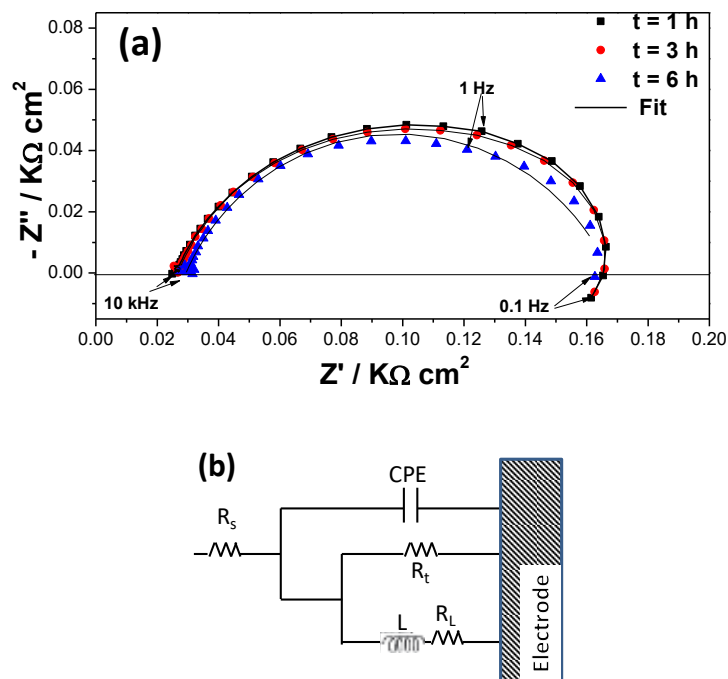 (a)
t = 1 h
t = 3 h
t = 6 h
Fit
1 Hz
10 kHz
0.1 Hz
0.08
0.06
0.04
0.02
0.00
- Z'' / KΩ cm²
0.00 0.02 0.04 0.06 0.08 0.10 0.12 0.14 0.16 0.18 0.20
Z' / KΩ cm²
(b)
CPE
Rs
Rt
L
RL
Electrode